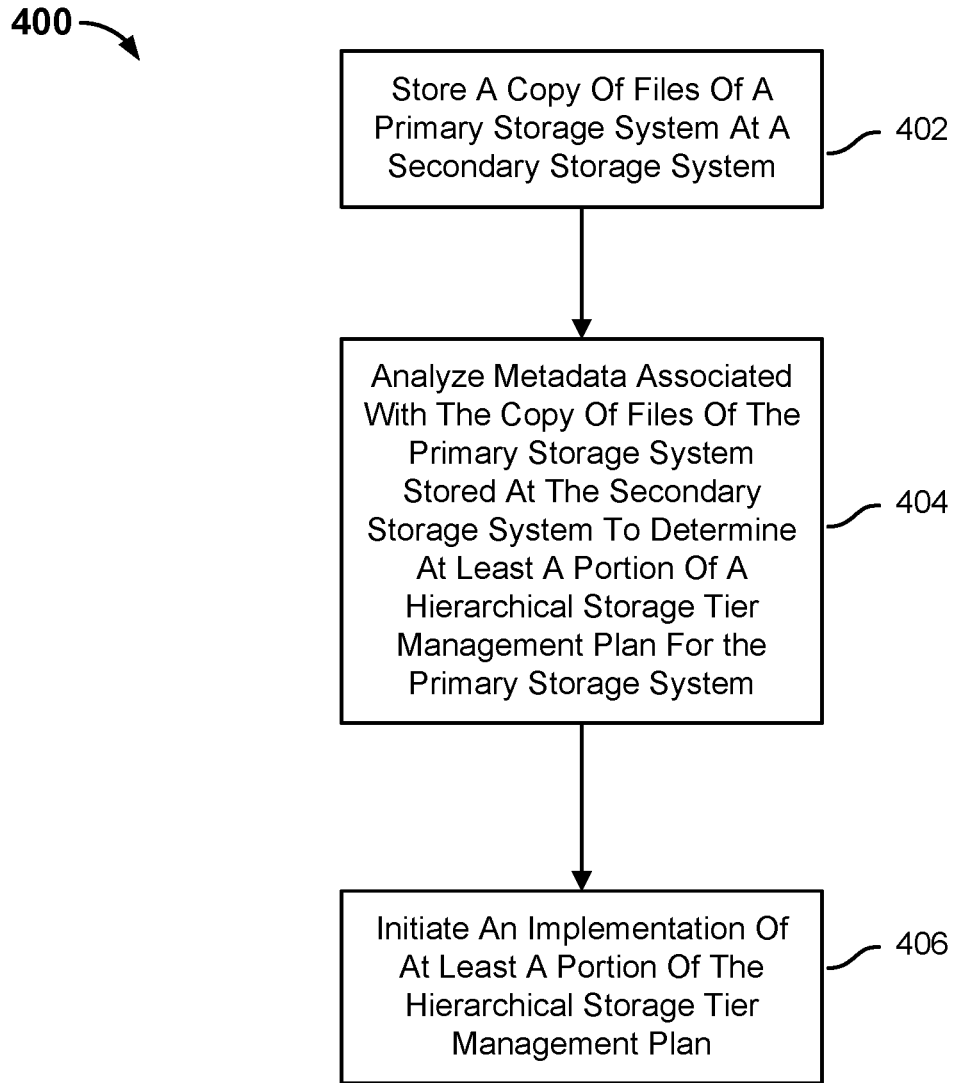 400
Store A Copy Of Files Of A
Primary Storage System At A
Secondary Storage System
402
Analyze Metadata Associated
With The Copy Of Files Of The
Primary Storage System
Stored At The Secondary
Storage System To Determine
At Least A Portion Of A
Hierarchical Storage Tier
Management Plan For the
Primary Storage System
404
Initiate An Implementation Of
At Least A Portion Of The
Hierarchical Storage Tier
Management Plan
406